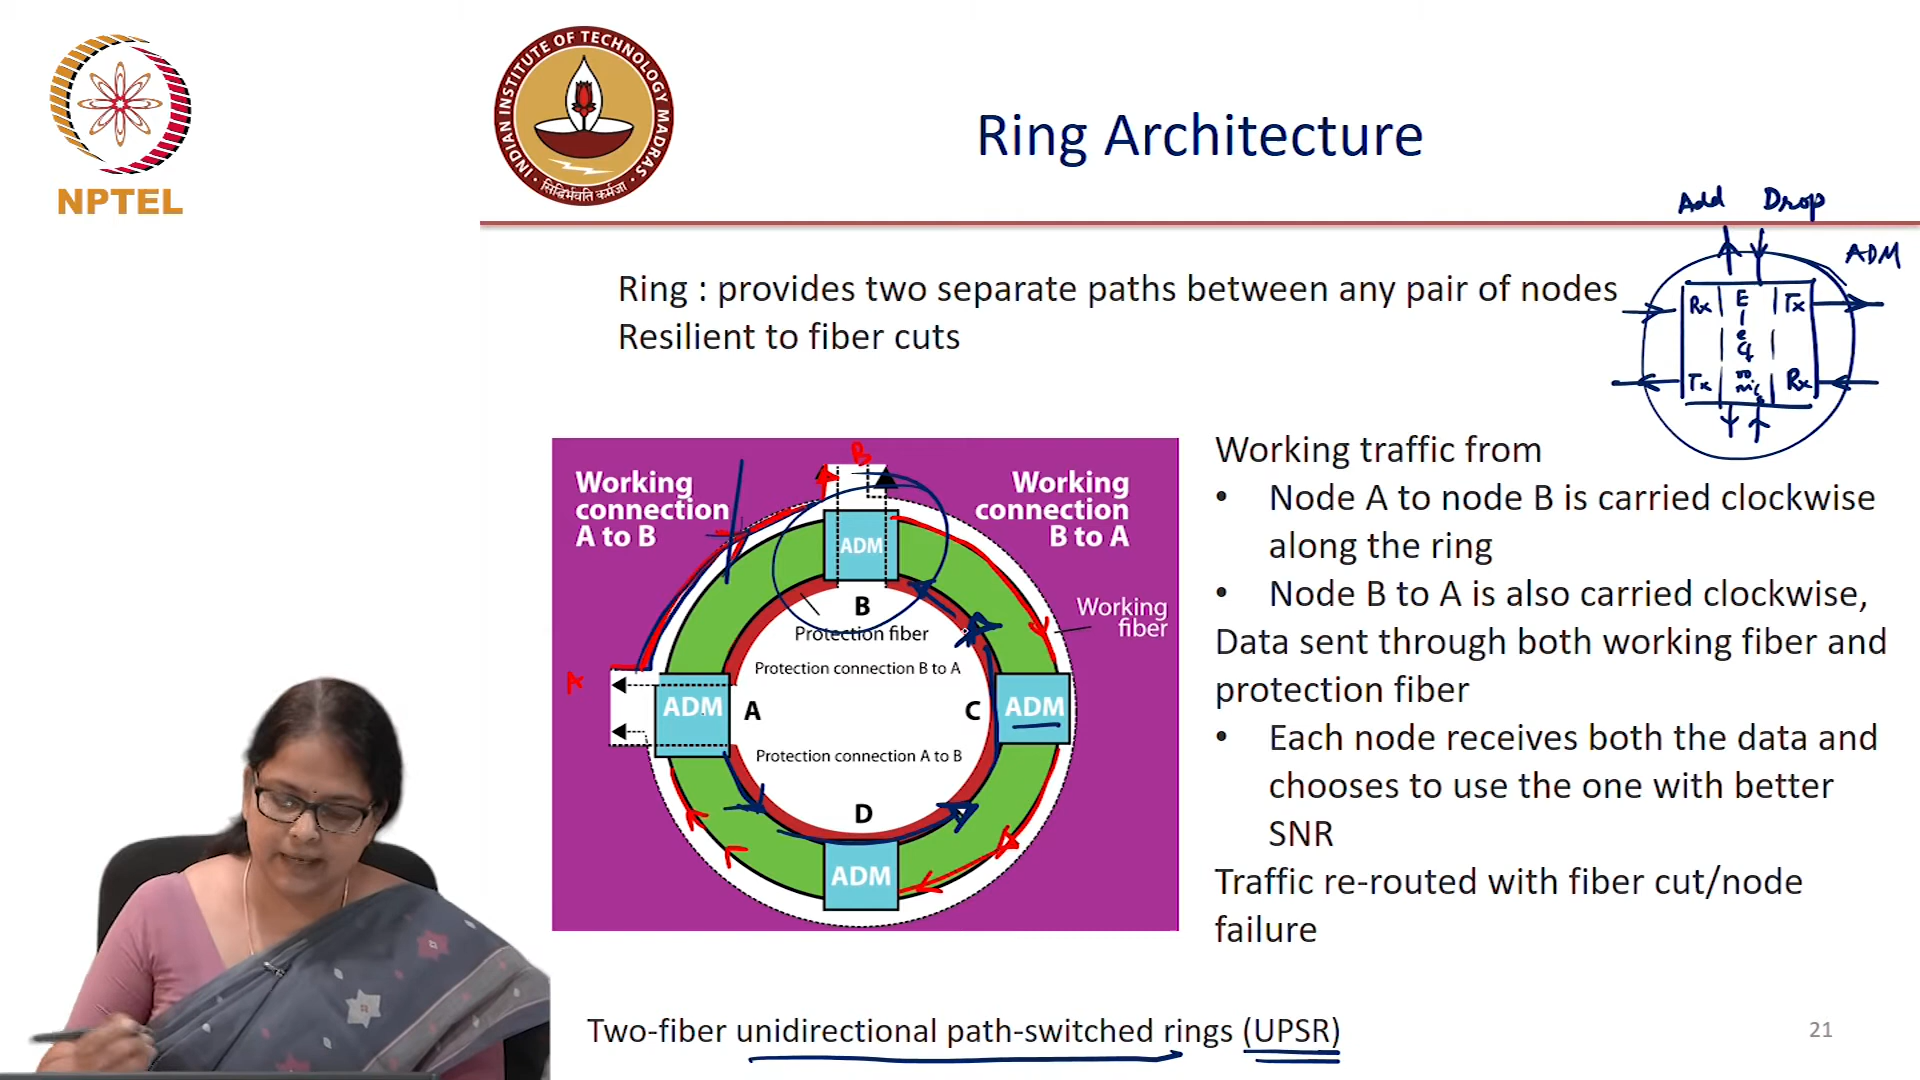 NPTEL
INDIAN INSTITUTE OF TECHNOLOGY MADRAS
सिद्धिर्भवति कर्मजा
Ring Architecture
Add Drop
ADM
Rx Electronics Tx
Tx Rx
Ring : provides two separate paths between any pair of nodes
Resilient to fiber cuts
B
Working
connection
A to B
Working
connection
B to A
ADM
B
Working
fiber
Protection fiber
Protection connection B to A
A
ADM
A
C
ADM
Protection connection A to B
D
ADM
Working traffic from
• Node A to node B is carried clockwise
along the ring
• Node B to A is also carried clockwise,
Data sent through both working fiber and
protection fiber
• Each node receives both the data and
chooses to use the one with better
SNR
Traffic re-routed with fiber cut/node
failure
Two-fiber unidirectional path-switched rings (UPSR)
21